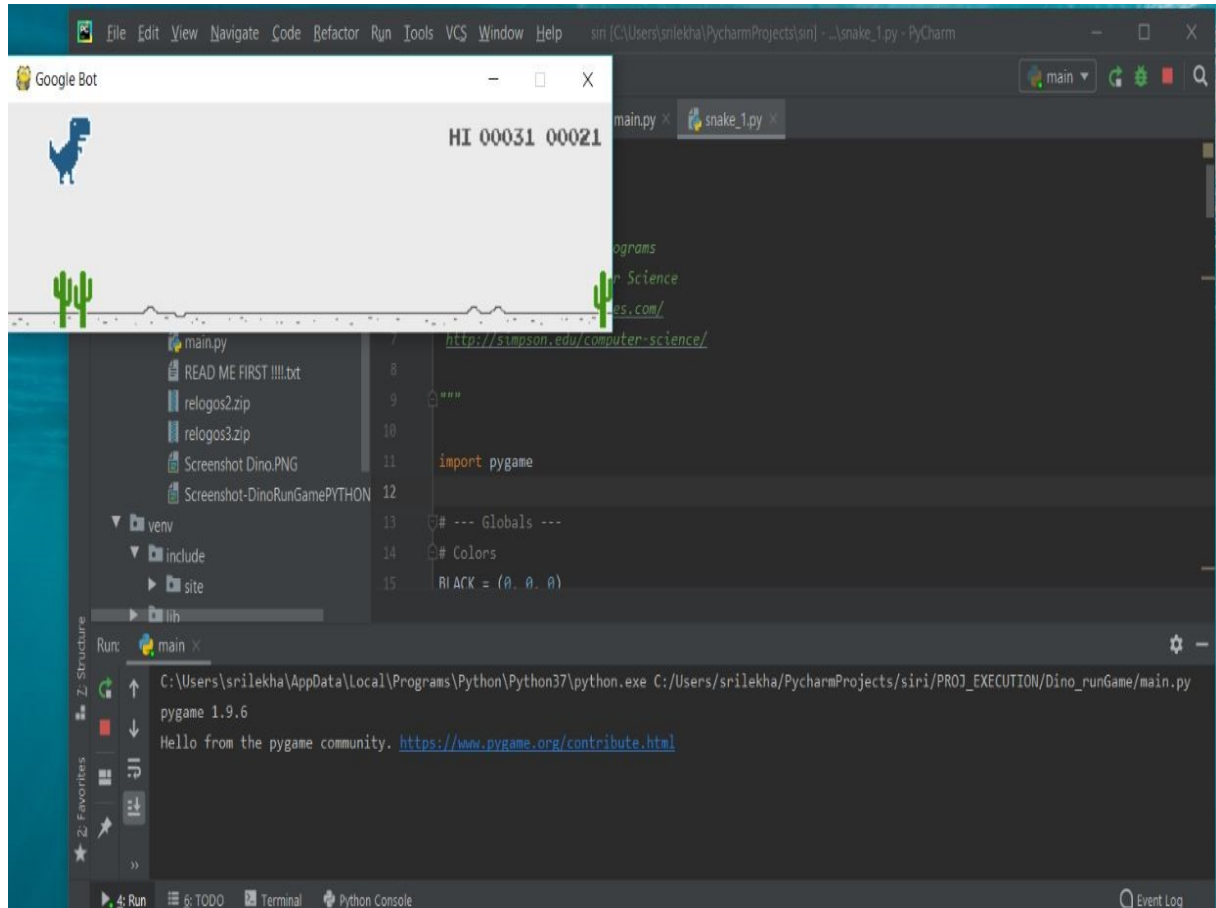 File Edit View Navigate Code Refactor Run Tools VCS Window Help siri [C:\Users\srilekha\PycharmProjects\siri] - ...\snake_1.py - PyCharm
Google Bot
main
main.py
snake_1.py
HI 00031 00021
ograms
r Science
es.com/
7 http://simpson.edu/computer-science/
8
9 """
10
11 import pygame
12
13 # --- Globals ---
14 # Colors
15 BLACK = (0, 0, 0)
main.py
READ ME FIRST !!!!.txt
relogos2.zip
relogos3.zip
Screenshot Dino.PNG
Screenshot-DinoRunGamePYTHON
venv
include
site
lib
Z: Structure
2: Favorites
Run: main
C:\Users\srilekha\AppData\Local\Programs\Python\Python37\python.exe C:/Users/srilekha/PycharmProjects/siri/PROJ_EXECUTION/Dino_runGame/main.py
pygame 1.9.6
Hello from the pygame community. https://www.pygame.org/contribute.html
4: Run 6: TODO Terminal Python Console Event Log